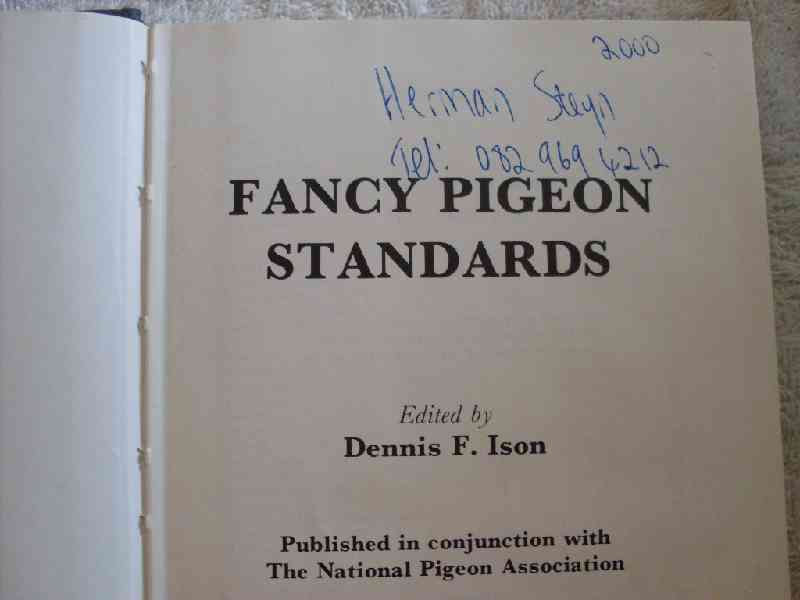 2000
Herman Steyn
Tel: 082 969 4212
FANCY PIGEON
STANDARDS
Edited by
Dennis F. Ison
Published in conjunction with
The National Pigeon Association